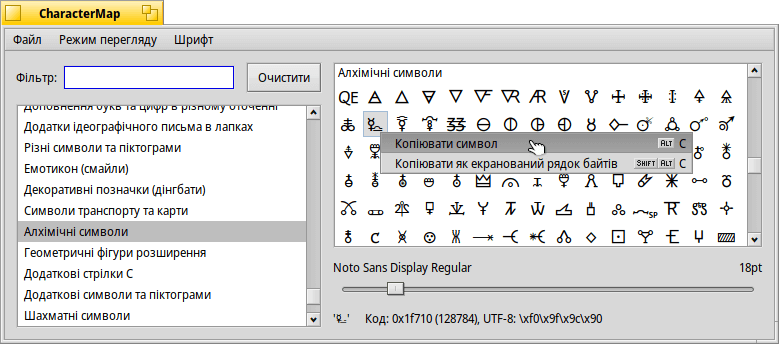 CharacterMap
Файл Режим перегляду Шрифт
Фільтр: Очистити
Доповнення букв та цифр в різному оточенні
Додатки ідеографічного письма в лапках
Різні символи та піктограми
Емотикон (смайли)
Декоративні позначки (дінгбати)
Символи транспорту та карти
Алхімічні символи
Геометричні фігури розширення
Додаткові стрілки C
Додаткові символи та піктограми
Шахматні символи
Алхімічні символи
Копіювати символ ALT C
Копіювати як екранований рядок байтів SHIFT ALT C
Noto Sans Display Regular 18pt
'🜐' Код: 0x1f710 (128784), UTF-8: \xf0\x9f\x9c\x90